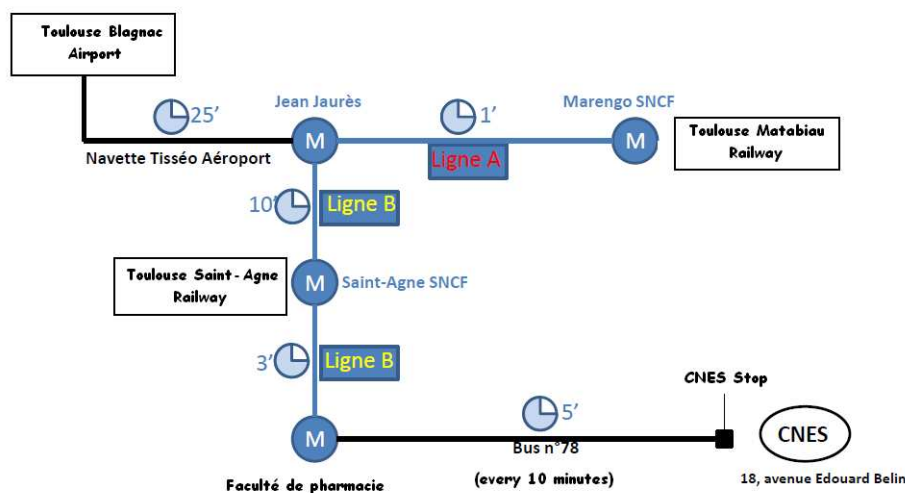 Toulouse Blagnac
Airport
25'
Jean Jaurès
1'
Marengo SNCF
M
M
Toulouse Matabiau
Railway
Navette Tisséo Aéroport
Ligne A
10'
Ligne B
Toulouse Saint-Agne
Railway
M
Saint-Agne SNCF
3'
Ligne B
CNES Stop
5'
M
CNES
Bus n°78
Faculté de pharmacie
(every 10 minutes)
18, avenue Edouard Belin